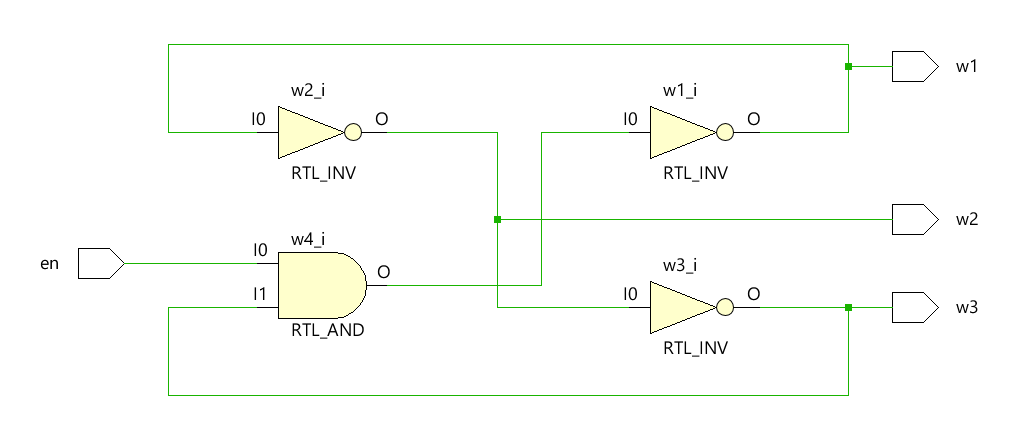 w1
w2_i
w1_i
I0
O
I0
O
RTL_INV
RTL_INV
w2
w4_i
I0
en
O
w3_i
I1
I0
O
w3
RTL_AND
RTL_INV